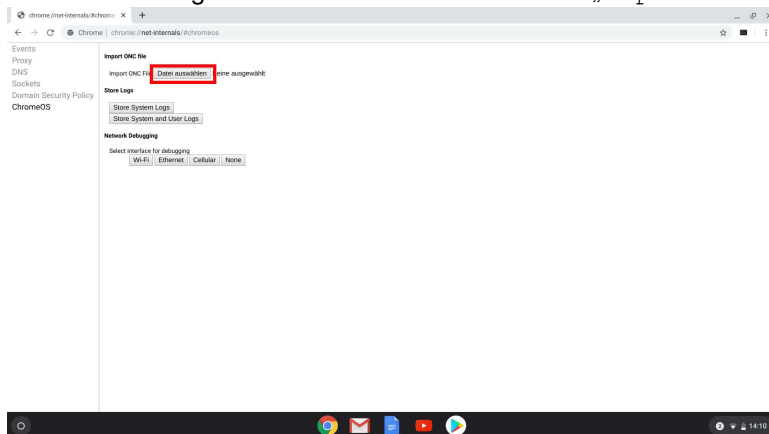 chrome://net-internals/#chrome
Chrome | chrome://net-internals/#chromeos
Events
Proxy
DNS
Sockets
Domain Security Policy
ChromeOS
Import ONC file
Import ONC File Datei auswählen eine ausgewählt
Store Logs
Store System Logs
Store System and User Logs
Network Debugging
Select interface for debugging
Wi-Fi Ethernet Cellular None
2 14:10